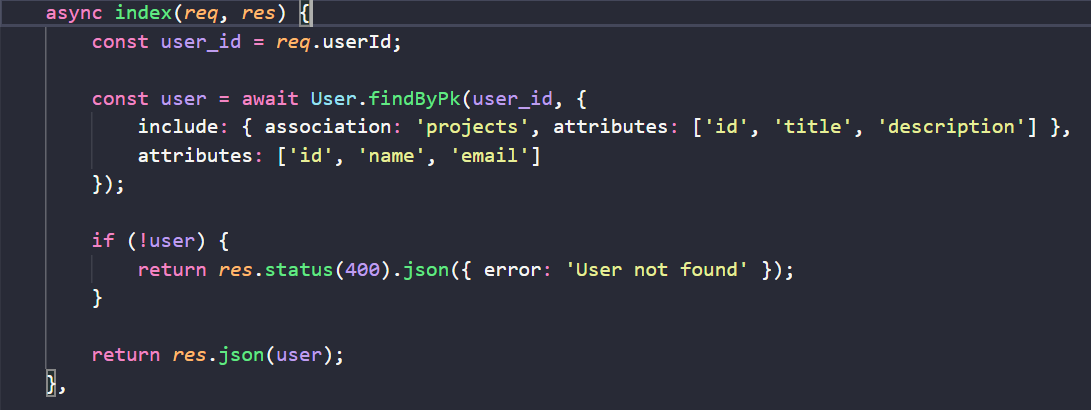 async index(req, res) {
const user_id = req.userId;
const user = await User.findByPk(user_id, {
include: { association: 'projects', attributes: ['id', 'title', 'description'] },
attributes: ['id', 'name', 'email']
});
if (!user) {
return res.status(400).json({ error: 'User not found' });
}
return res.json(user);
},